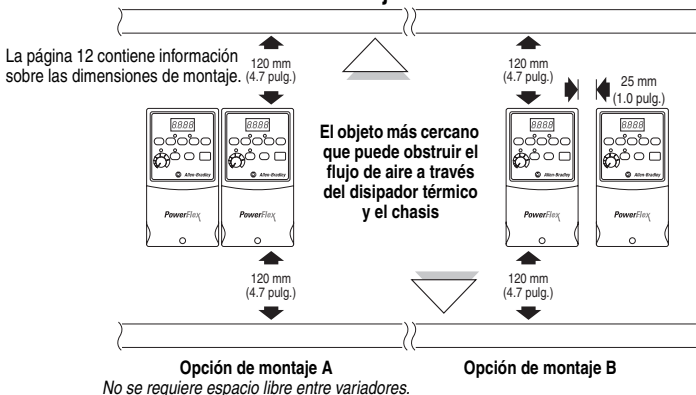 La página 12 contiene información
sobre las dimensiones de montaje.
120 mm
(4.7 pulg.)
120 mm
(4.7 pulg.)
25 mm
(1.0 pulg.)
8888
Allen-Bradley
PowerFlex
8888
Allen-Bradley
PowerFlex
El objeto más cercano
que puede obstruir el
flujo de aire a través
del disipador térmico
y el chasis
8888
Allen-Bradley
PowerFlex
8888
Allen-Bradley
PowerFlex
120 mm
(4.7 pulg.)
120 mm
(4.7 pulg.)
Opción de montaje A
No se requiere espacio libre entre variadores.
Opción de montaje B